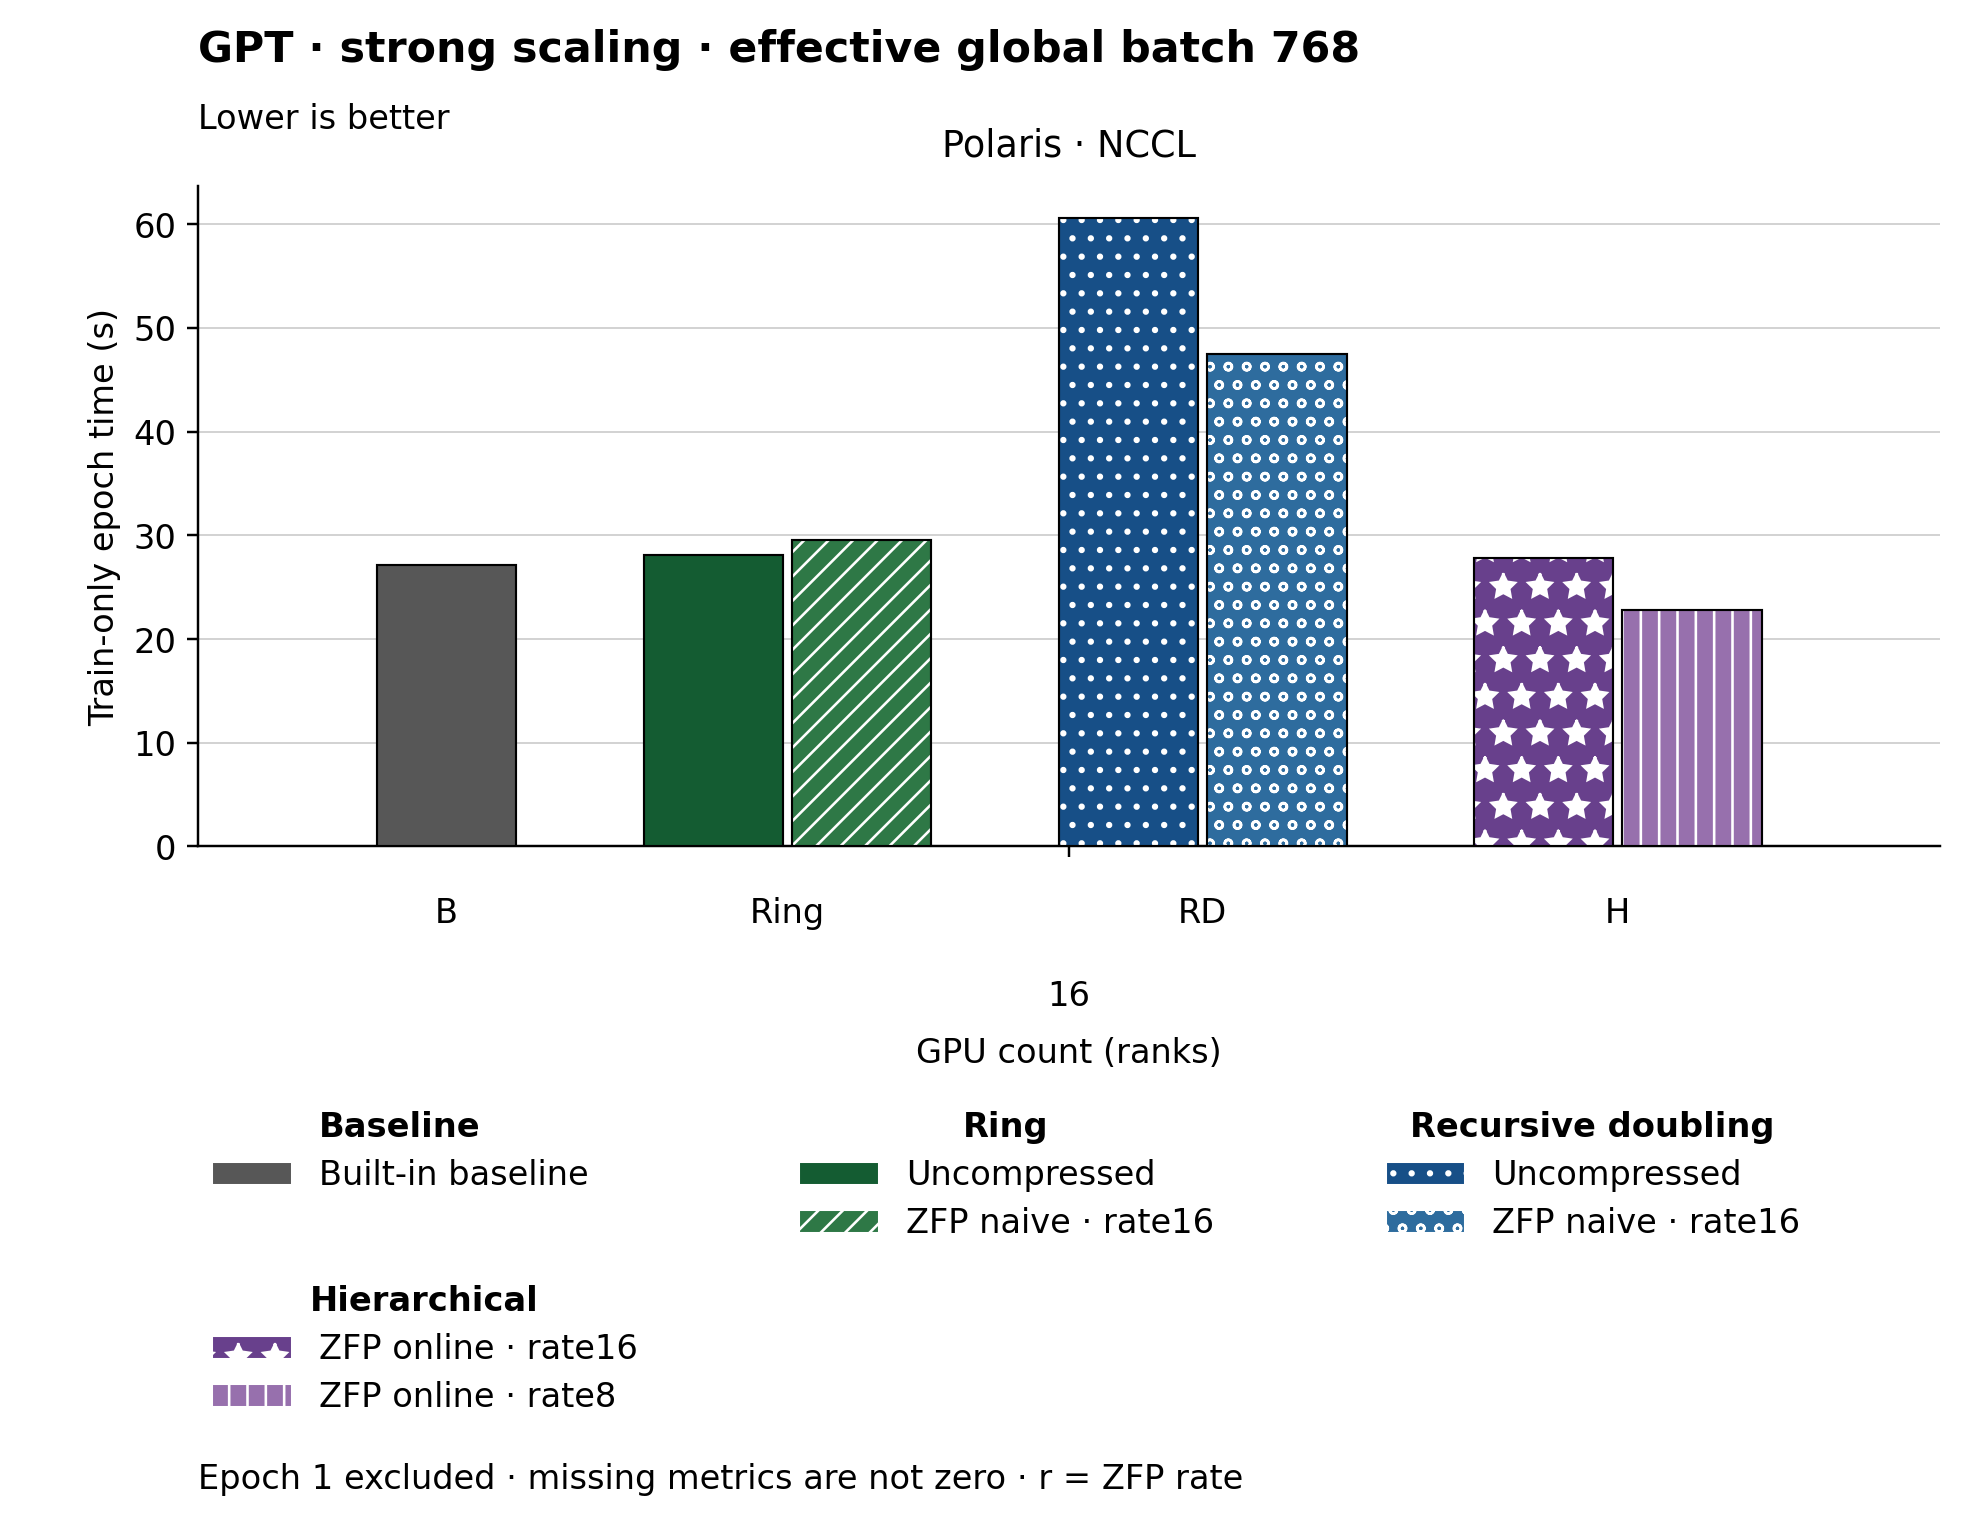 GPT · strong scaling · effective global batch 768
Lower is better
Polaris · NCCL
Train-only epoch time (s)
60
50
40
30
20
10
0
B Ring RD H
16
GPU count (ranks)
Baseline Ring Recursive doubling
Built-in baseline Uncompressed Uncompressed
ZFP naive · rate16 ZFP naive · rate16
Hierarchical
ZFP online · rate16
ZFP online · rate8
Epoch 1 excluded · missing metrics are not zero · r = ZFP rate